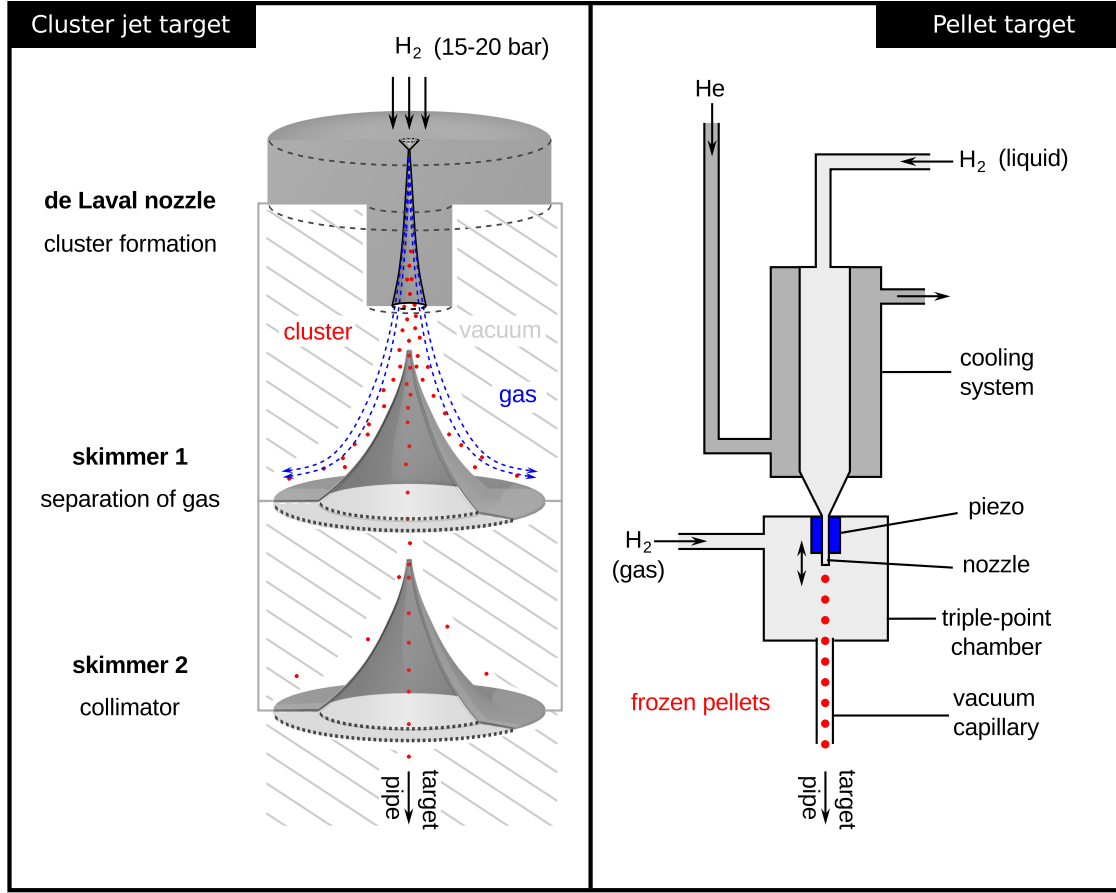 Cluster jet target
H2 (15-20 bar)
de Laval nozzle
cluster formation
cluster
vacuum
gas
skimmer 1
separation of gas
skimmer 2
collimator
target
pipe
Pellet target
He
H2 (liquid)
cooling
system
piezo
H2
(gas)
nozzle
triple-point
chamber
frozen pellets
vacuum
capillary
target
pipe